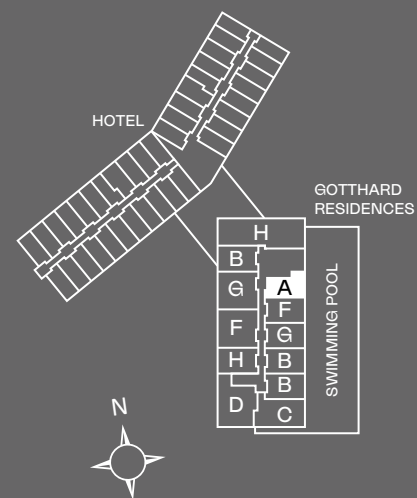 HOTEL
GOTTHARD
RESIDENCES
H
B
G
F
H
D
A
F
G
B
B
C
SWIMMING POOL
N